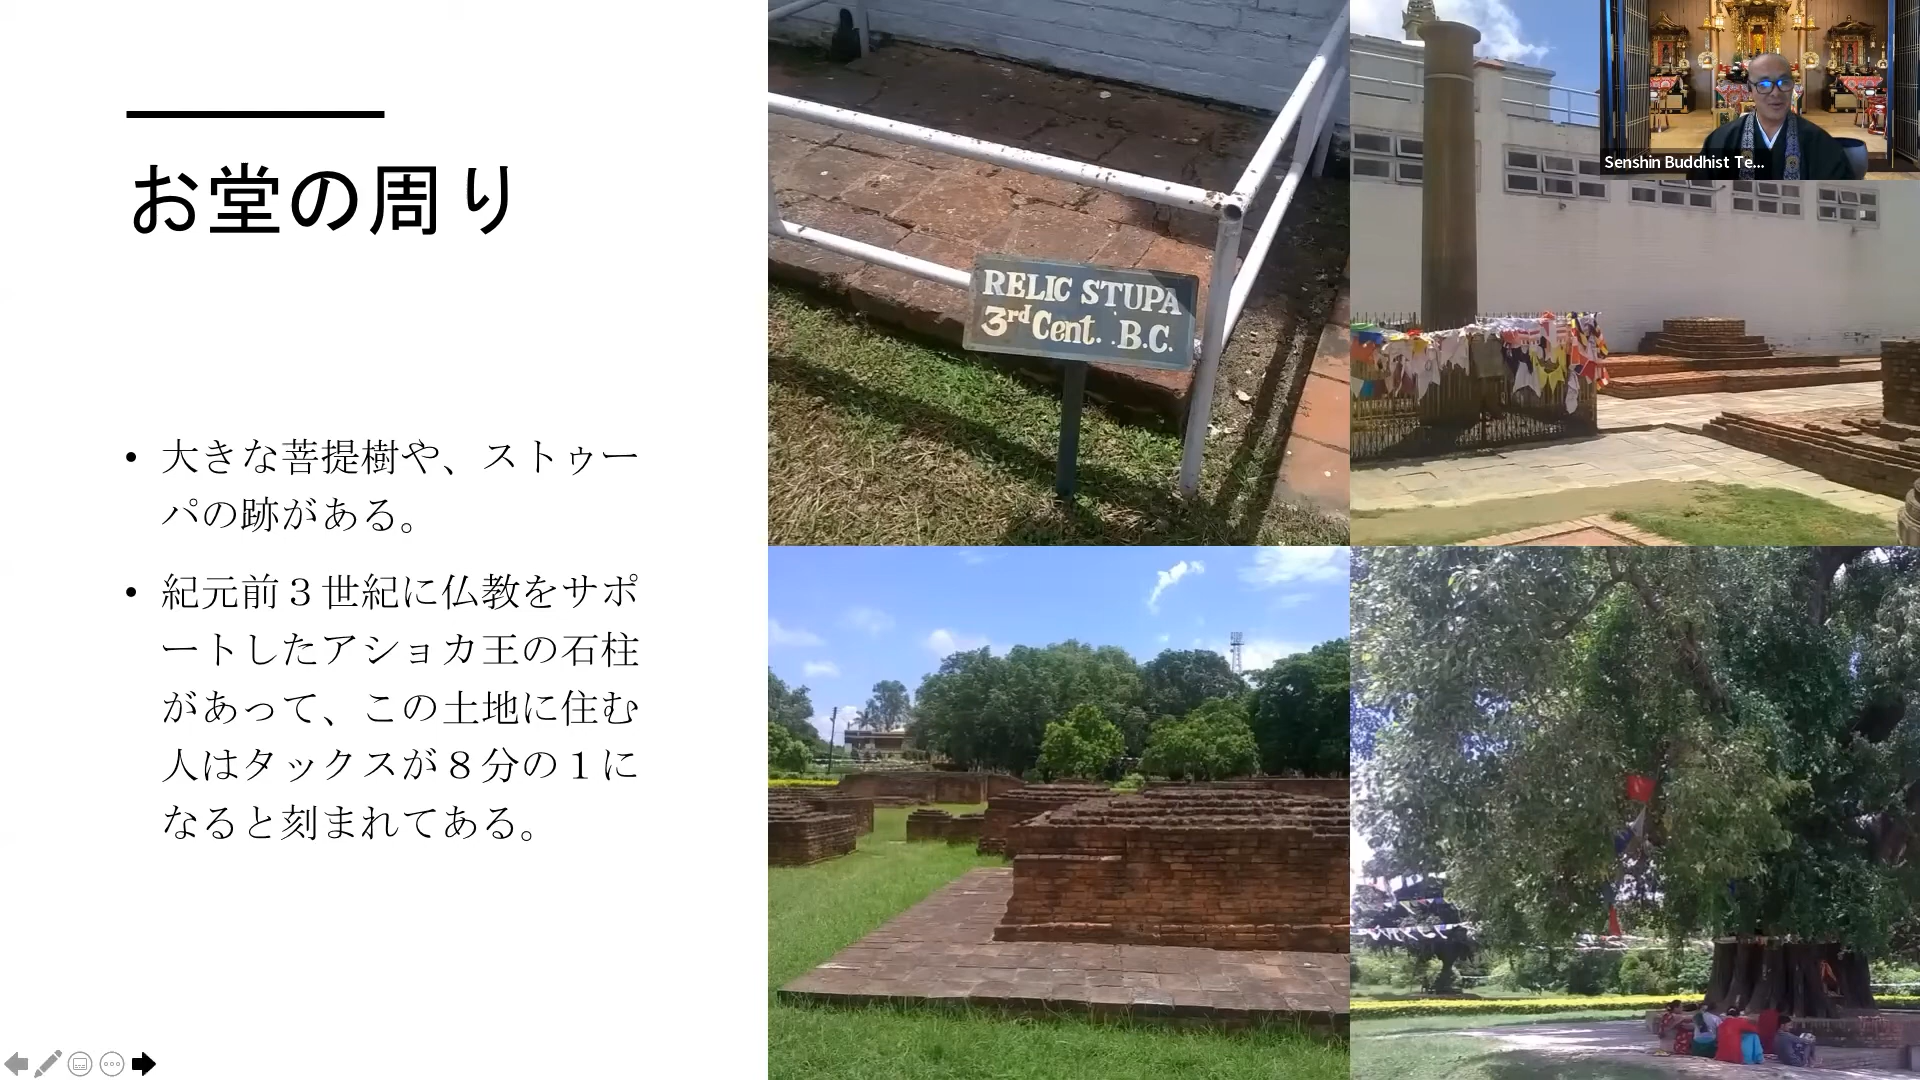 お堂の周り
• 大きな菩提樹や、ストゥー
パの跡がある。
• 紀元前３世紀に仏教をサポ
ートしたアショカ王の石柱
があって、この土地に住む
人はタックスが８分の１に
なると刻まれてある。
RELIC STUPA
3rd Cent. B.C.
Senshin Buddhist Te...